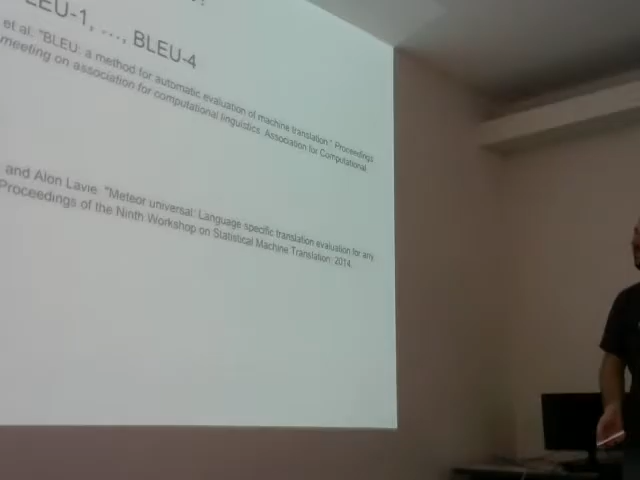 LEU-1, ..., BLEU-4
et al. "BLEU: a method for automatic evaluation of machine translation." Proceedings
meeting on association for computational linguistics. Association for Computational
and Alon Lavie. "Meteor universal: Language specific translation evaluation for any
Proceedings of the Ninth Workshop on Statistical Machine Translation. 2014.